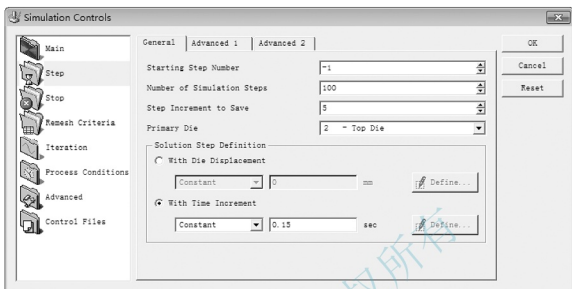 Simulation Controls
Main
Step
Stop
Remesh Criteria
Iteration
Process Conditions
Advanced
Control Files
General Advanced 1 Advanced 2
Starting Step Number -1
Number of Simulation Steps 100
Step Increment to Save 5
Primary Die 2 - Top Die
Solution Step Definition
With Die Displacement
Constant 0 mm Define...
With Time Increment
Constant 0.15 sec Define...
OK
Cancel
Reset
权所有